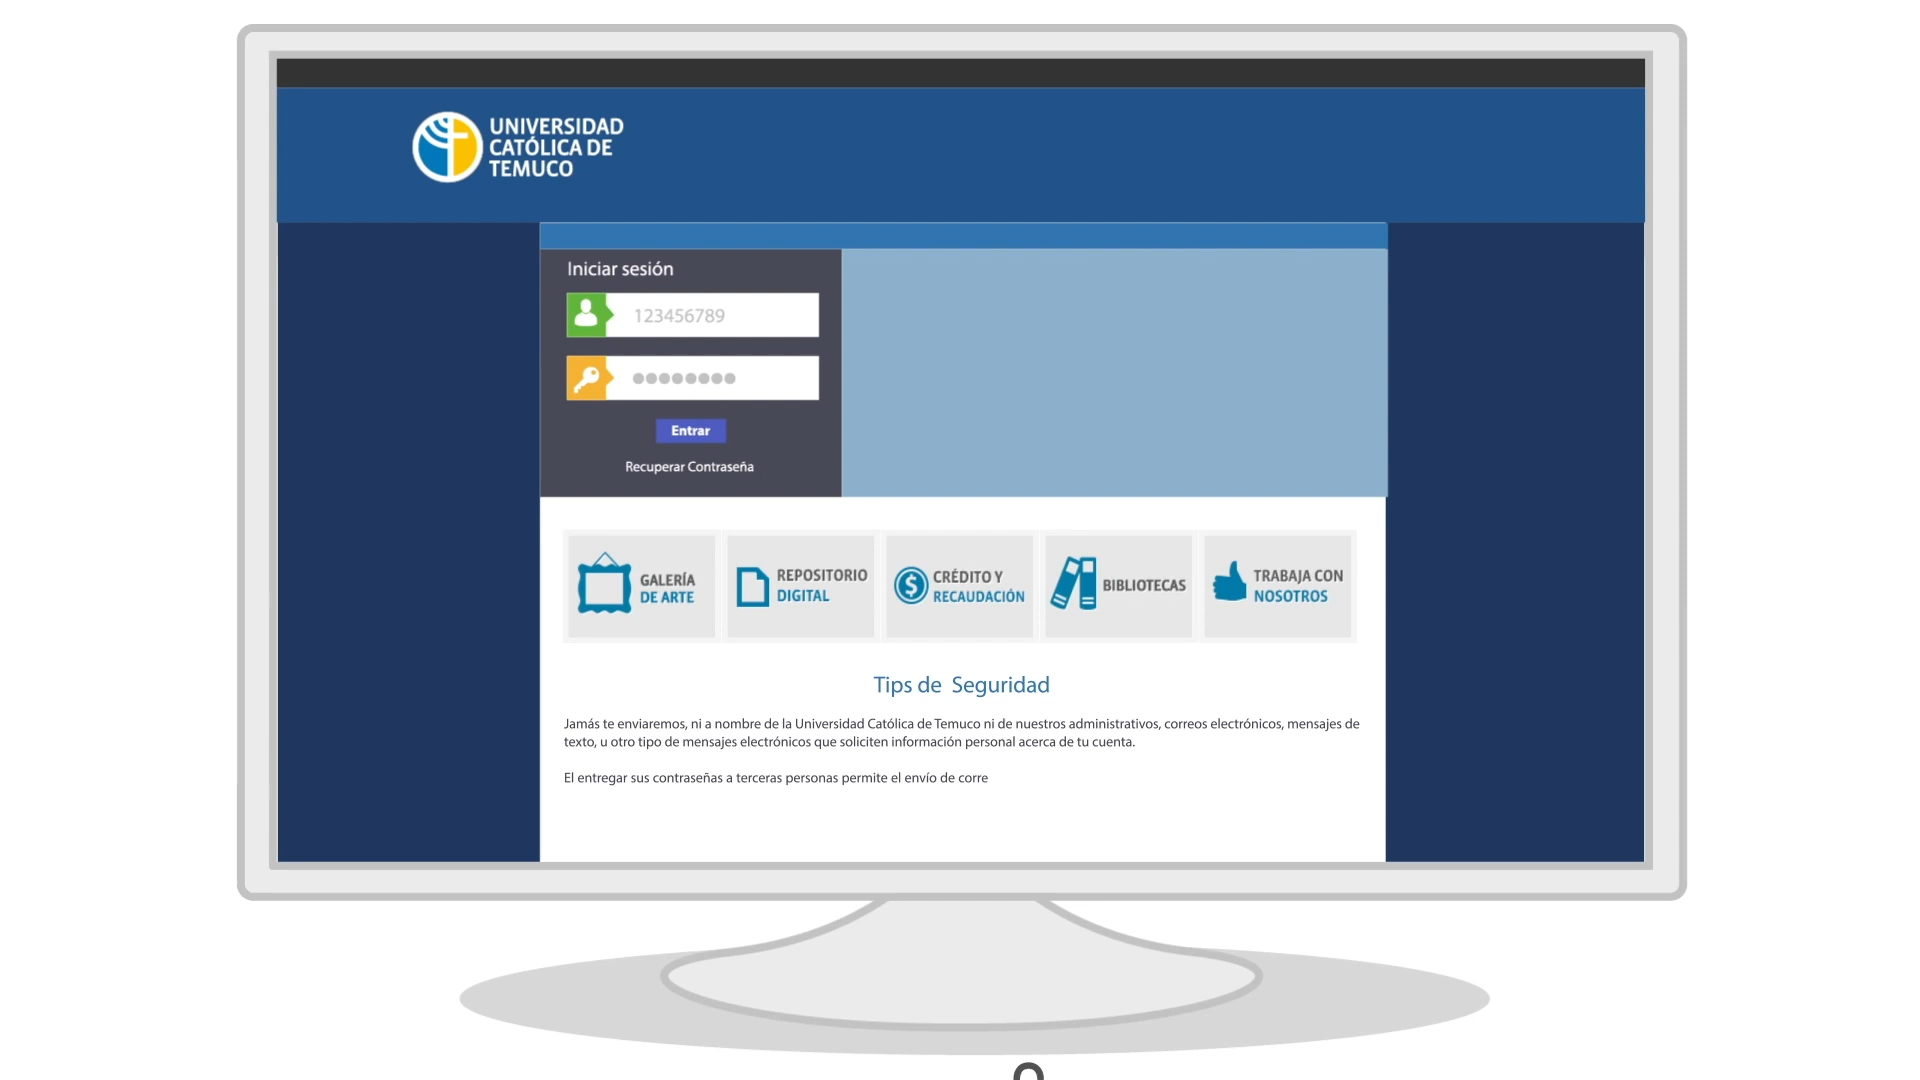 UNIVERSIDAD
CATÓLICA DE
TEMUCO
Iniciar sesión
123456789
Entrar
Recuperar Contraseña
GALERÍA
DE ARTE
REPOSITORIO
DIGITAL
CRÉDITO Y
RECAUDACIÓN
BIBLIOTECAS
TRABAJA CON
NOSOTROS
Tips de Seguridad
Jamás te enviaremos, ni a nombre de la Universidad Católica de Temuco ni de nuestros administrativos, correos electrónicos, mensajes de
texto, u otro tipo de mensajes electrónicos que soliciten información personal acerca de tu cuenta.
El entregar sus contraseñas a terceras personas permite el envío de corre